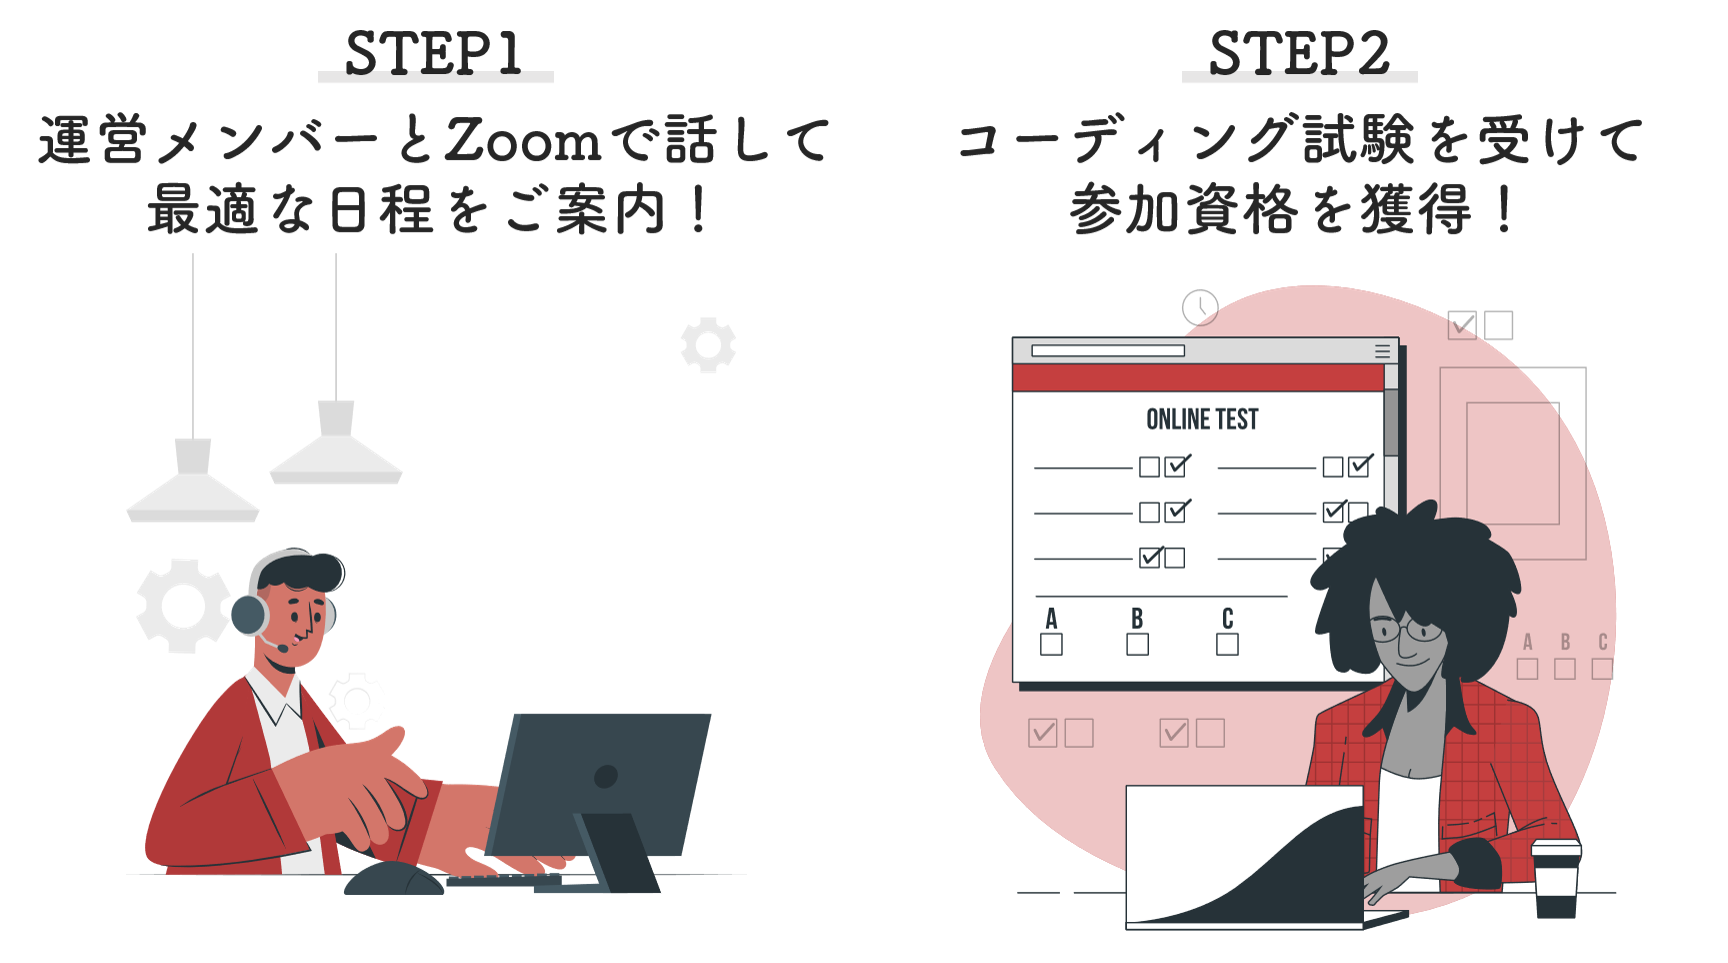 STEP1
運営メンバーとZoomで話して
最適な日程をご案内！
STEP2
コーディング試験を受けて
参加資格を獲得！
ONLINE TEST
A B C
A B C